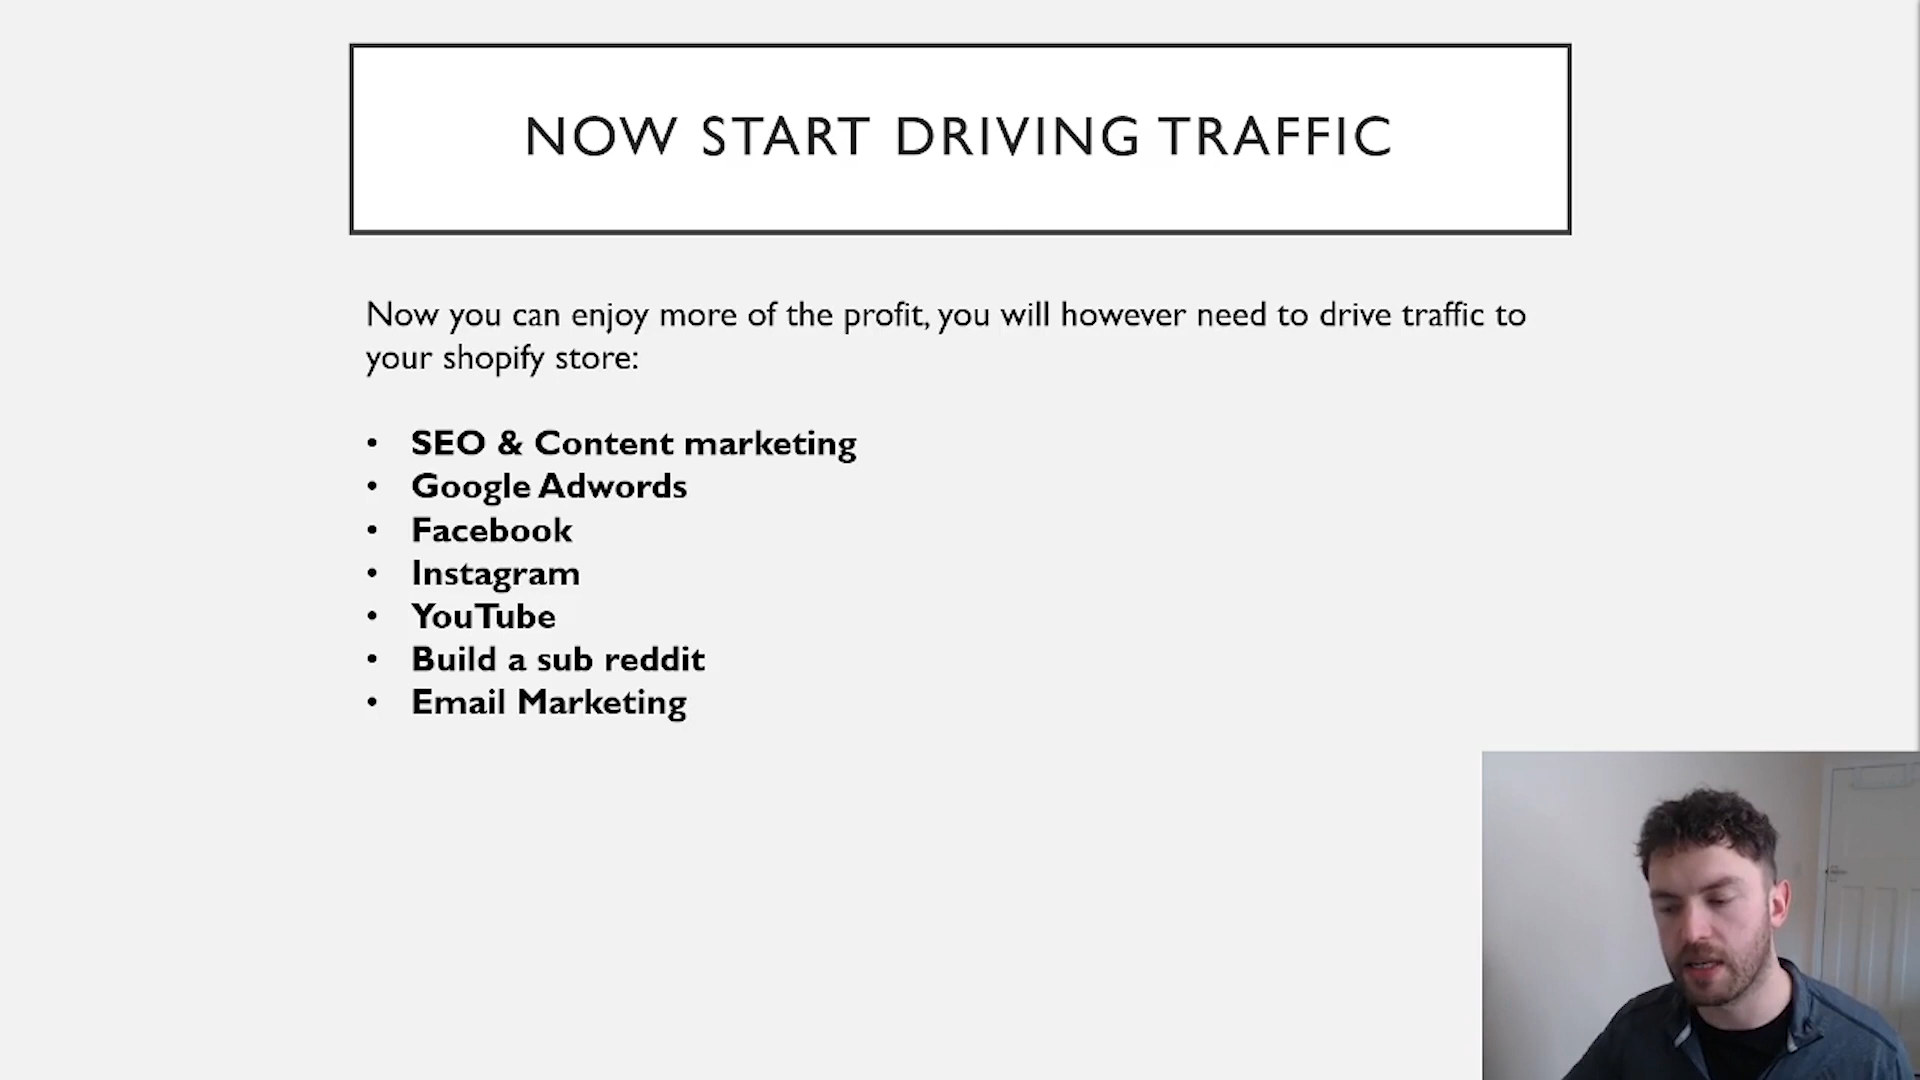 NOW START DRIVING TRAFFIC
Now you can enjoy more of the profit, you will however need to drive traffic to
your shopify store:
• SEO & Content marketing
• Google Adwords
• Facebook
• Instagram
• YouTube
• Build a sub reddit
• Email Marketing